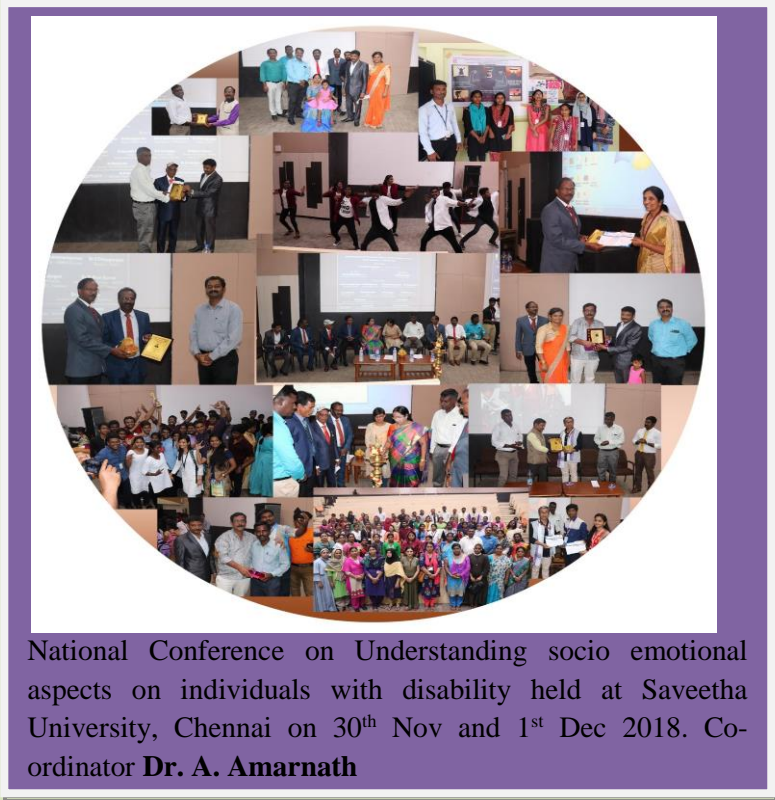 National Conference on Understanding socio emotional
aspects on individuals with disability held at Saveetha
University, Chennai on 30th Nov and 1st Dec 2018. Co-
ordinator Dr. A. Amarnath